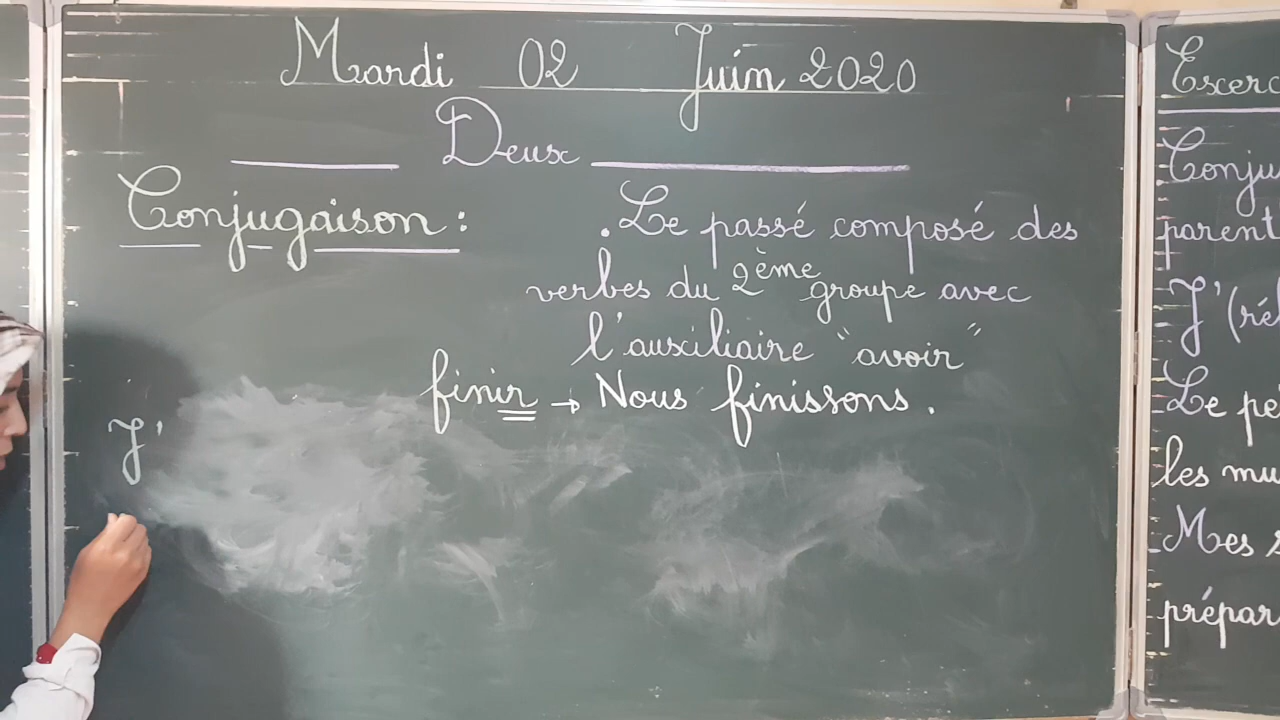 Mardi 02 Juin 2020
Deux
Conjugaison : . Le passé composé des
verbes du 2ème groupe avec
l'auxiliaire "avoir"
finir → Nous finissons .
J'
Conju
parent
J' (ré
Le pe
les mu
Mes s
prépar